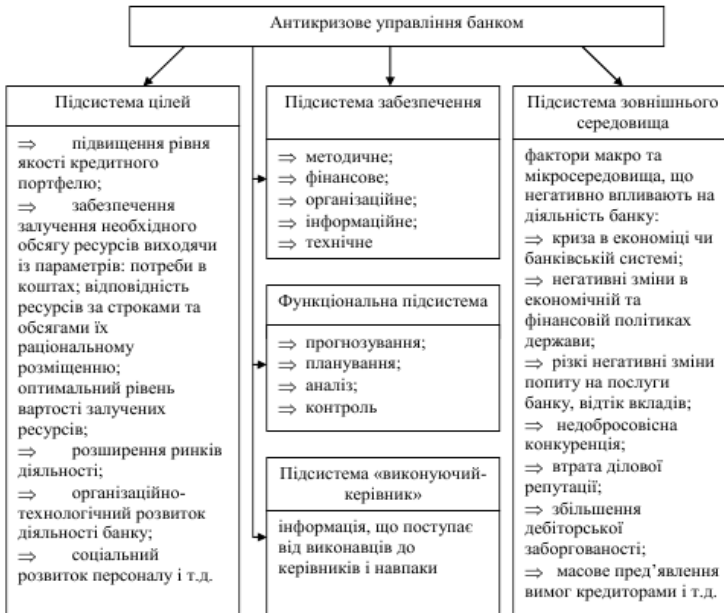 Антикризове управління банком
Підсистема цілей
⇒ підвищення рівня
якості кредитного
портфелю;
⇒ забезпечення
залучення необхідного
обсягу ресурсів виходячи
із параметрів: потреби в
коштах; відповідність
ресурсів за строками та
обсягами їх
раціональному
розміщенню;
оптимальний рівень
вартості залучених
ресурсів;
⇒ розширення ринків
діяльності;
⇒ організаційно-
технологічний розвиток
діяльності банку;
⇒ соціальний
розвиток персоналу і т.д.
Підсистема забезпечення
⇒ методичне;
⇒ фінансове;
⇒ організаційне;
⇒ інформаційне;
⇒ технічне
Функціональна підсистема
⇒ прогнозування;
⇒ планування;
⇒ аналіз;
⇒ контроль
Підсистема «виконуючий-
керівник»
інформація, що поступає
від виконавців до
керівників і навпаки
Підсистема зовнішнього
середовища
фактори макро та
мікросередовища, що
негативно впливають на
діяльність банку:
⇒ криза в економіці чи
банківській системі;
⇒ негативні зміни в
економічній та
фінансовій політиках
держави;
⇒ різкі негативні зміни
попиту на послуги
банку, відтік вкладів;
⇒ недобросовісна
конкуренція;
⇒ втрата ділової
репутації;
⇒ збільшення
дебіторської
заборгованості;
⇒ масове пред’явлення
вимог кредиторами і т.д.